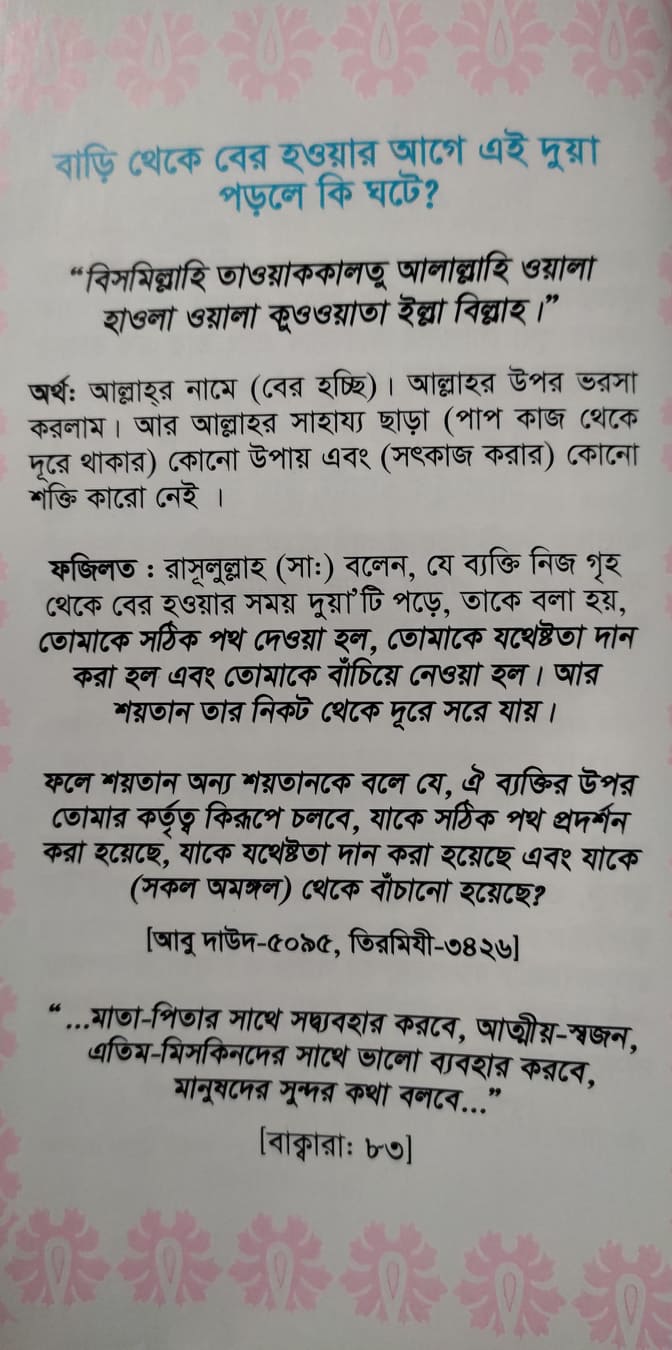 বাড়ি থেকে বের হওয়ার আগে এই দুয়া
পড়লে কি ঘটে?
“বিসমিল্লাহি তাওয়াককালতু আলাল্লাহি ওয়ালা
হাওলা ওয়ালা কুওওয়াতা ইল্লা বিল্লাহ।”
অর্থ: আল্লাহর নামে (বের হচ্ছি)। আল্লাহর উপর ভরসা
করলাম। আর আল্লাহর সাহায্য ছাড়া (পাপ কাজ থেকে
দূরে থাকার) কোনো উপায় এবং (সৎকাজ করার) কোনো
শক্তি কারো নেই ।
ফজিলত : রাসূলুল্লাহ (সা:) বলেন, যে ব্যক্তি নিজ গৃহ
থেকে বের হওয়ার সময় দুয়া’টি পড়ে, তাকে বলা হয়,
তোমাকে সঠিক পথ দেওয়া হল, তোমাকে যথেষ্টতা দান
করা হল এবং তোমাকে বাঁচিয়ে নেওয়া হল। আর
শয়তান তার নিকট থেকে দূরে সরে যায়।
ফলে শয়তান অন্য শয়তানকে বলে যে, ঐ ব্যক্তির উপর
তোমার কর্তৃত্ব কিরূপে চলবে, যাকে সঠিক পথ প্রদর্শন
করা হয়েছে, যাকে যথেষ্টতা দান করা হয়েছে এবং যাকে
(সকল অমঙ্গল) থেকে বাঁচানো হয়েছে?
[আবু দাউদ-৫০৯৫, তিরমিযী-৩৪২৬]
“...মাতা-পিতার সাথে সদ্ব্যবহার করবে, আত্মীয়-স্বজন,
এতিম-মিসকিনদের সাথে ভালো ব্যবহার করবে,
মানুষদের সুন্দর কথা বলবে...”
[বাক্বারা: ৮৩]